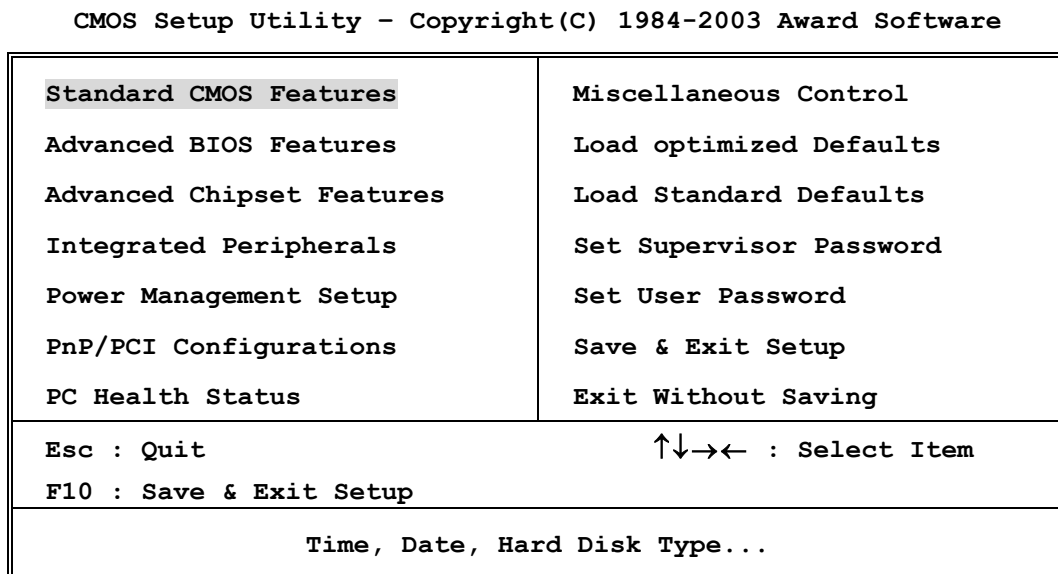 CMOS Setup Utility – Copyright(C) 1984-2003 Award Software
Standard CMOS Features
Advanced BIOS Features
Advanced Chipset Features
Integrated Peripherals
Power Management Setup
PnP/PCI Configurations
PC Health Status
Miscellaneous Control
Load optimized Defaults
Load Standard Defaults
Set Supervisor Password
Set User Password
Save & Exit Setup
Exit Without Saving
Esc : Quit
↑↓→← : Select Item
F10 : Save & Exit Setup
Time, Date, Hard Disk Type...